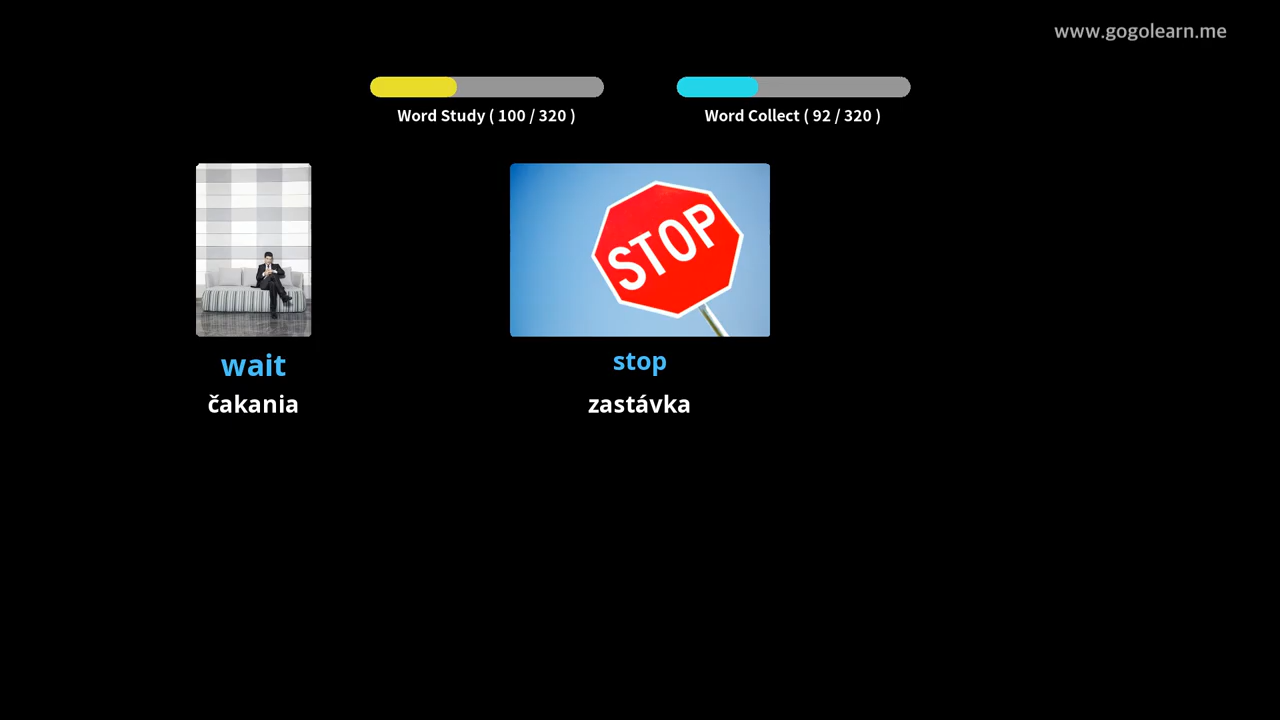 www.gogolearn.me
Word Study ( 100 / 320 )
Word Collect ( 92 / 320 )
STOP
wait
stop
čakania
zastávka